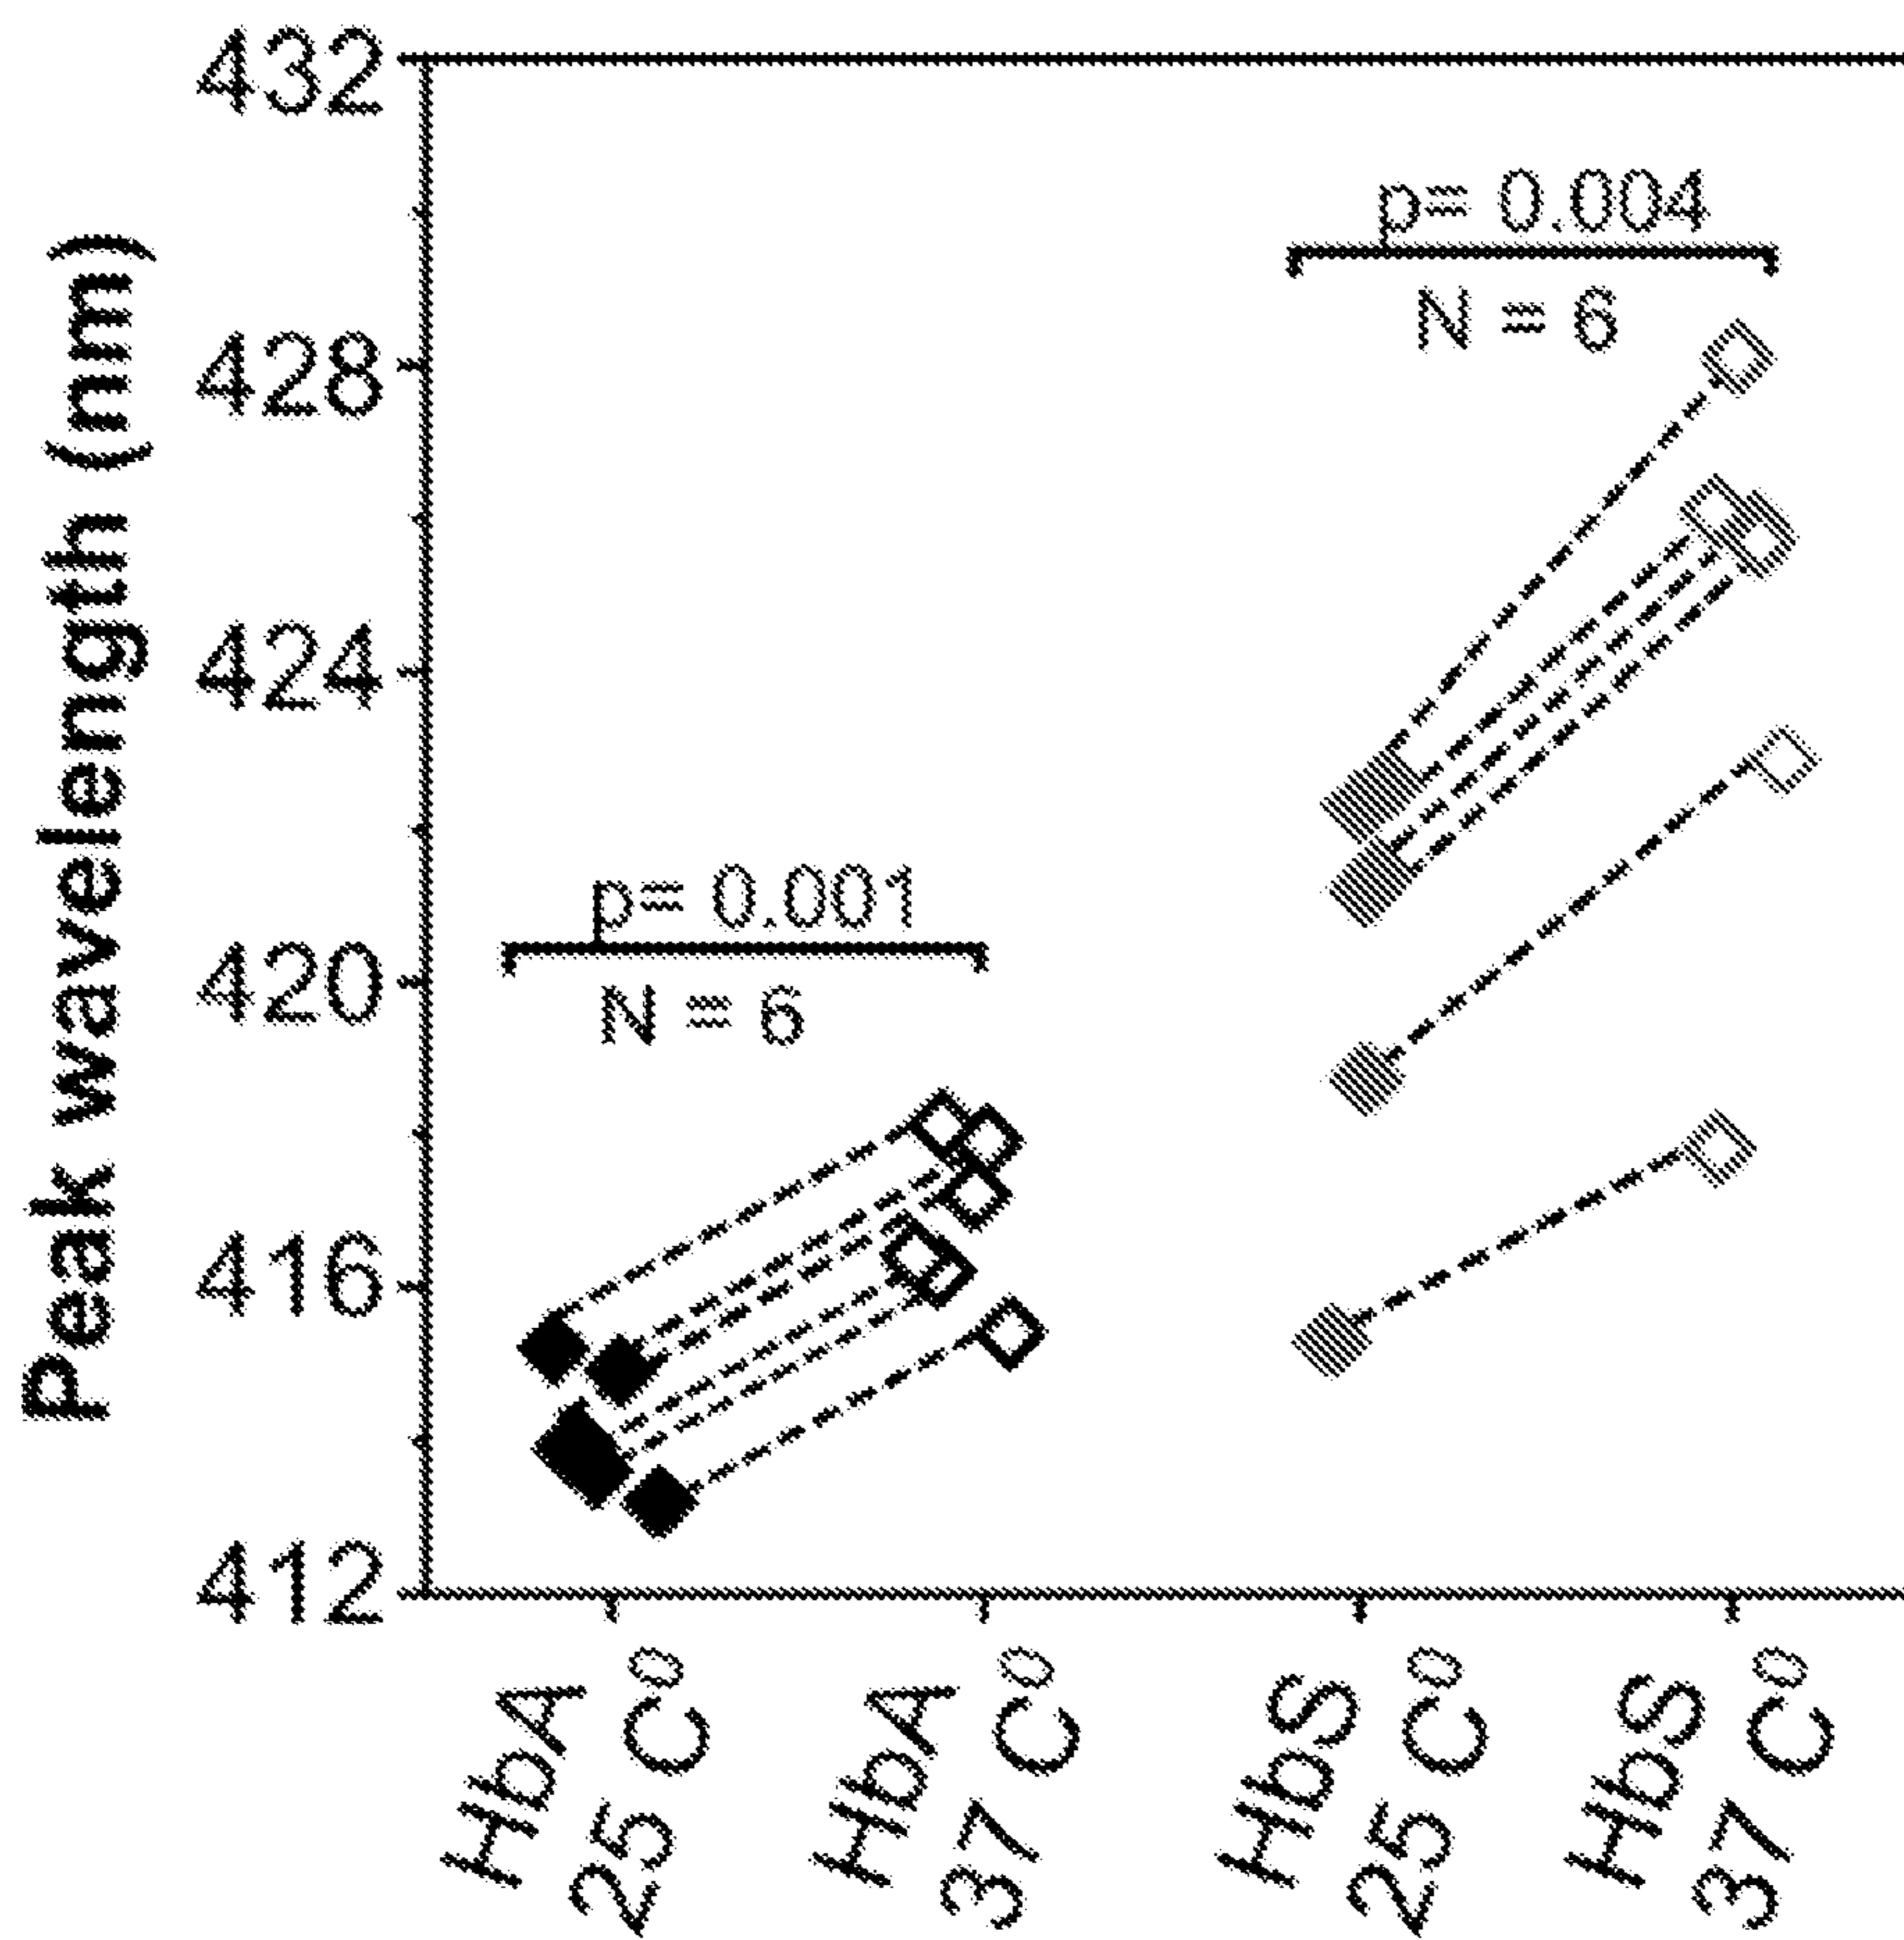 Peak wavelength (nm)
432
428
424
420
416
412
p= 0.004
N = 6
p= 0.001
N = 6
HbA
25 C⁰
HbA
37 C⁰
HbS
25 C⁰
HbS
37 C⁰